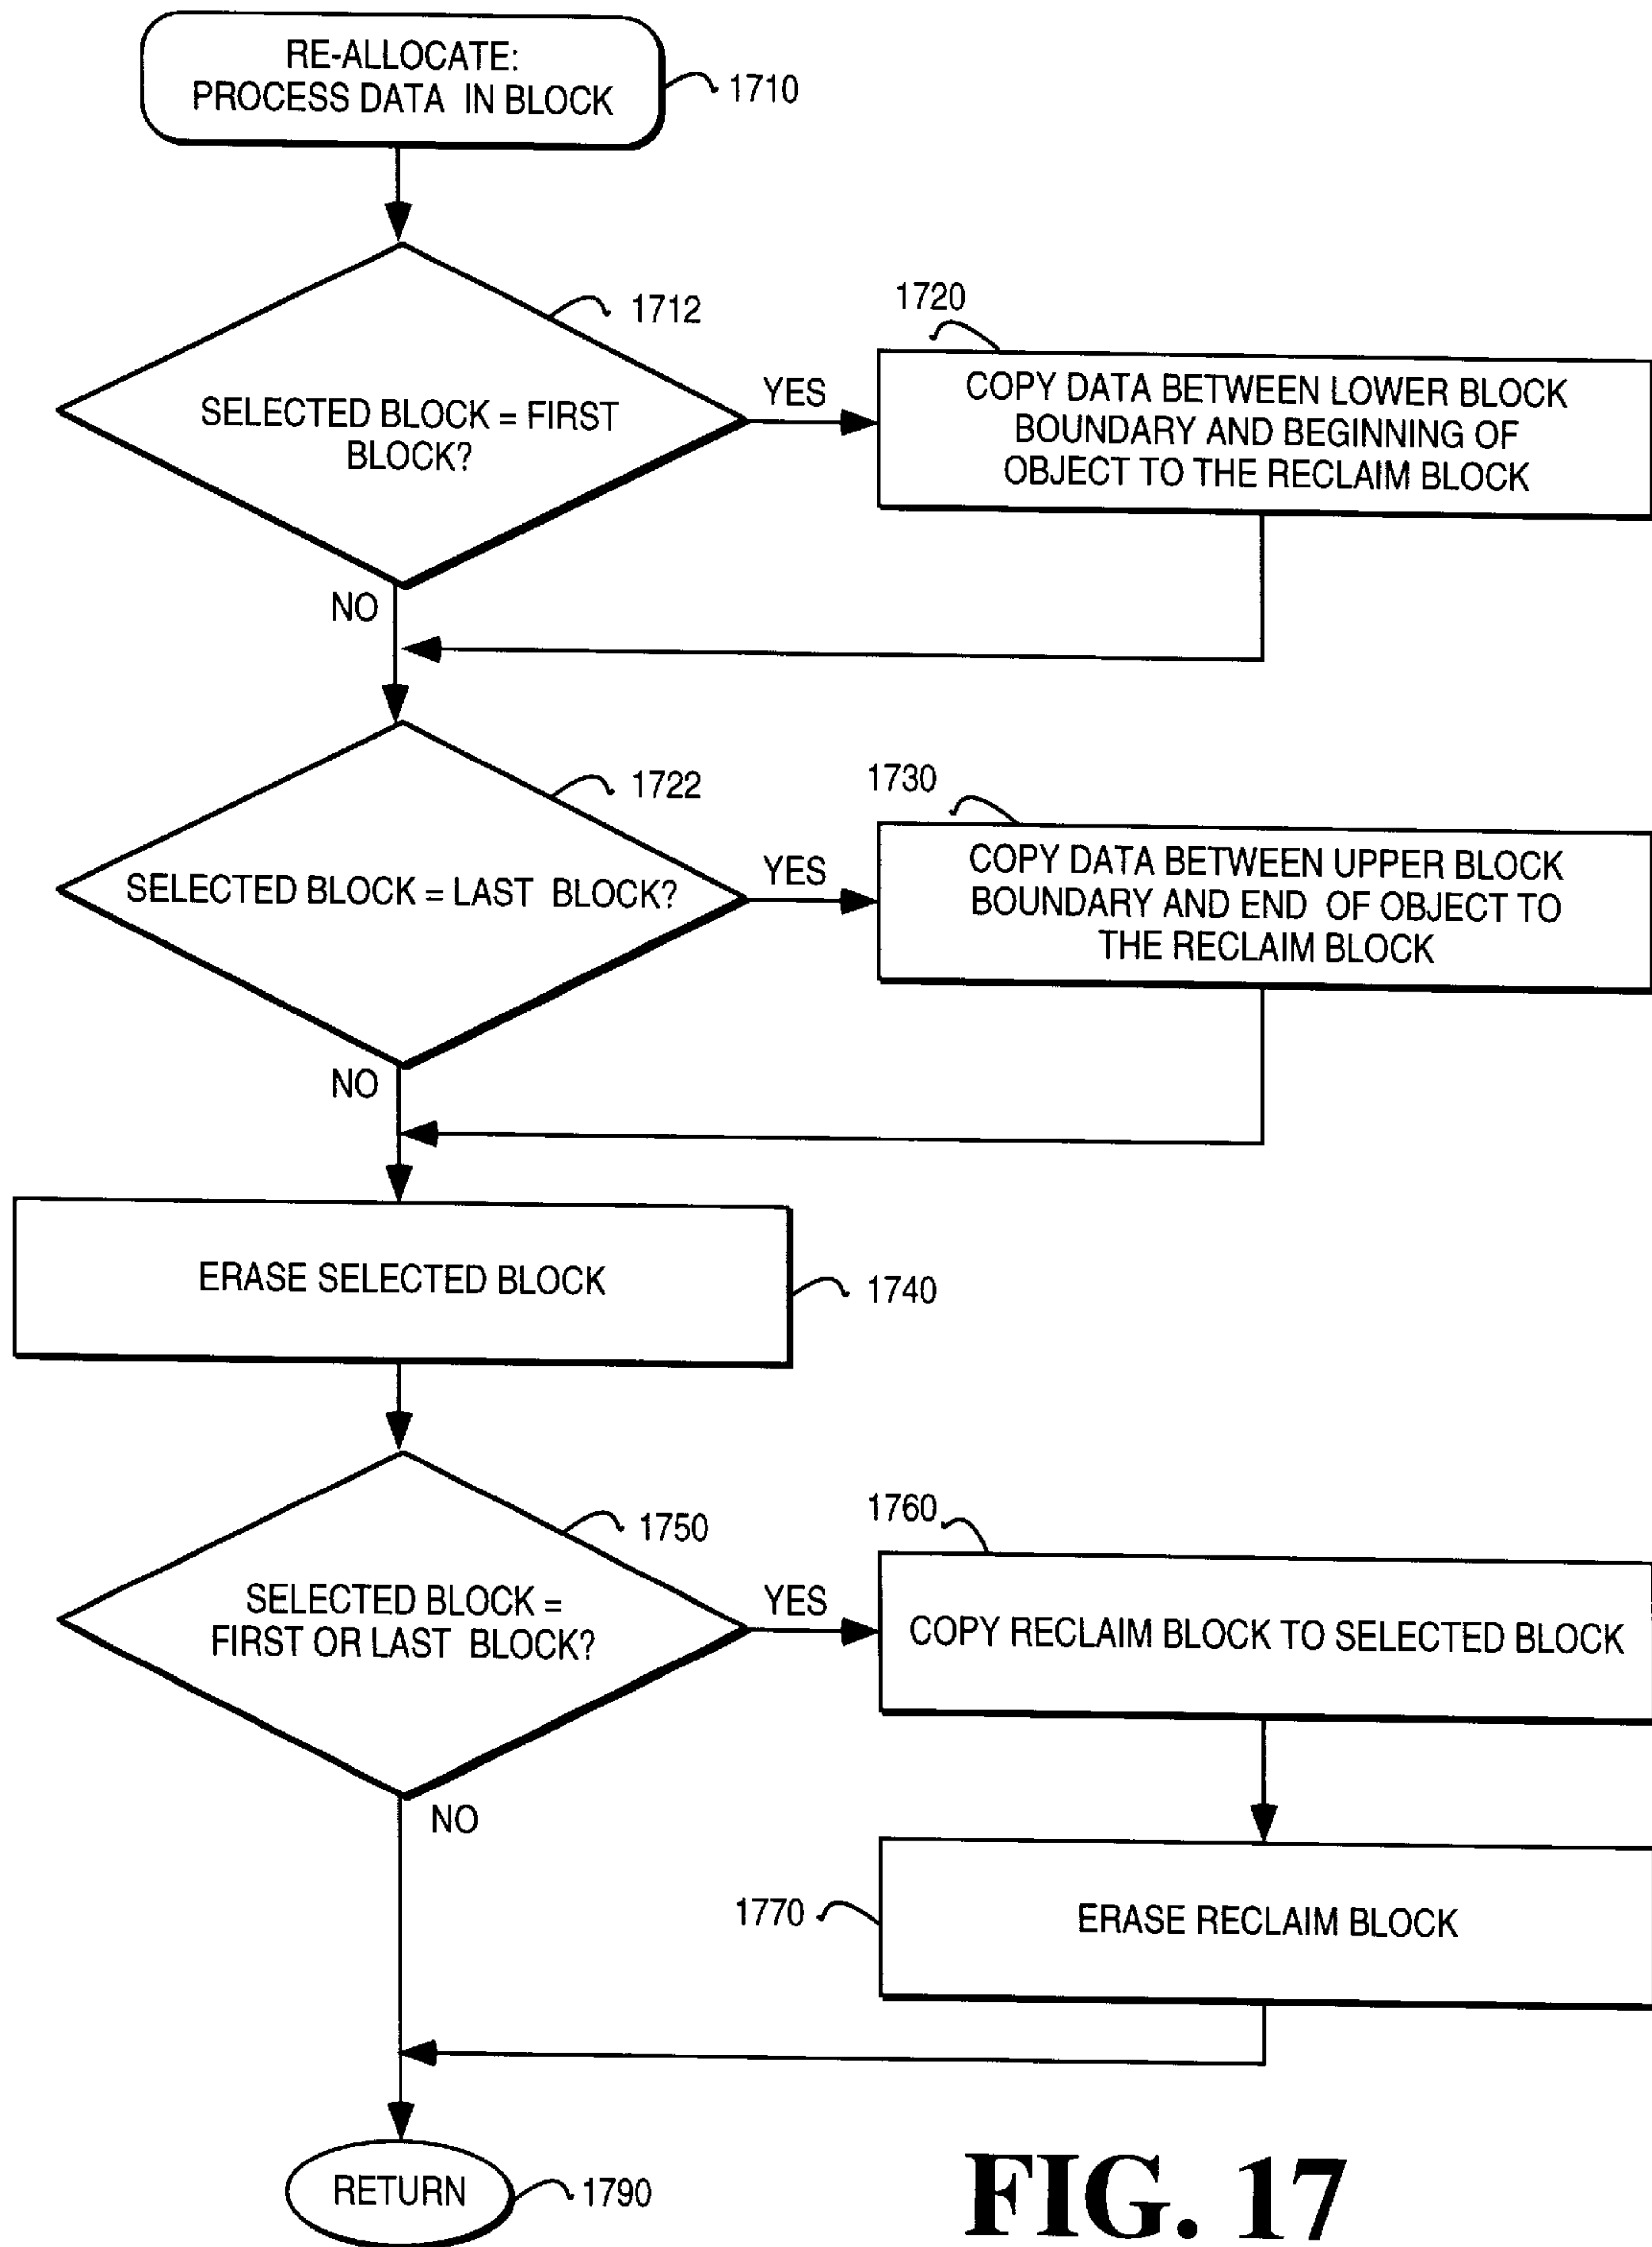 RE-ALLOCATE:
PROCESS DATA IN BLOCK
1710
1712
SELECTED BLOCK = FIRST
BLOCK?
YES
NO
1720
COPY DATA BETWEEN LOWER BLOCK
BOUNDARY AND BEGINNING OF
OBJECT TO THE RECLAIM BLOCK
1722
SELECTED BLOCK = LAST BLOCK?
YES
NO
1730
COPY DATA BETWEEN UPPER BLOCK
BOUNDARY AND END OF OBJECT TO
THE RECLAIM BLOCK
ERASE SELECTED BLOCK
1740
1750
SELECTED BLOCK =
FIRST OR LAST BLOCK?
YES
NO
1760
COPY RECLAIM BLOCK TO SELECTED BLOCK
1770
ERASE RECLAIM BLOCK
RETURN
1790
FIG. 17